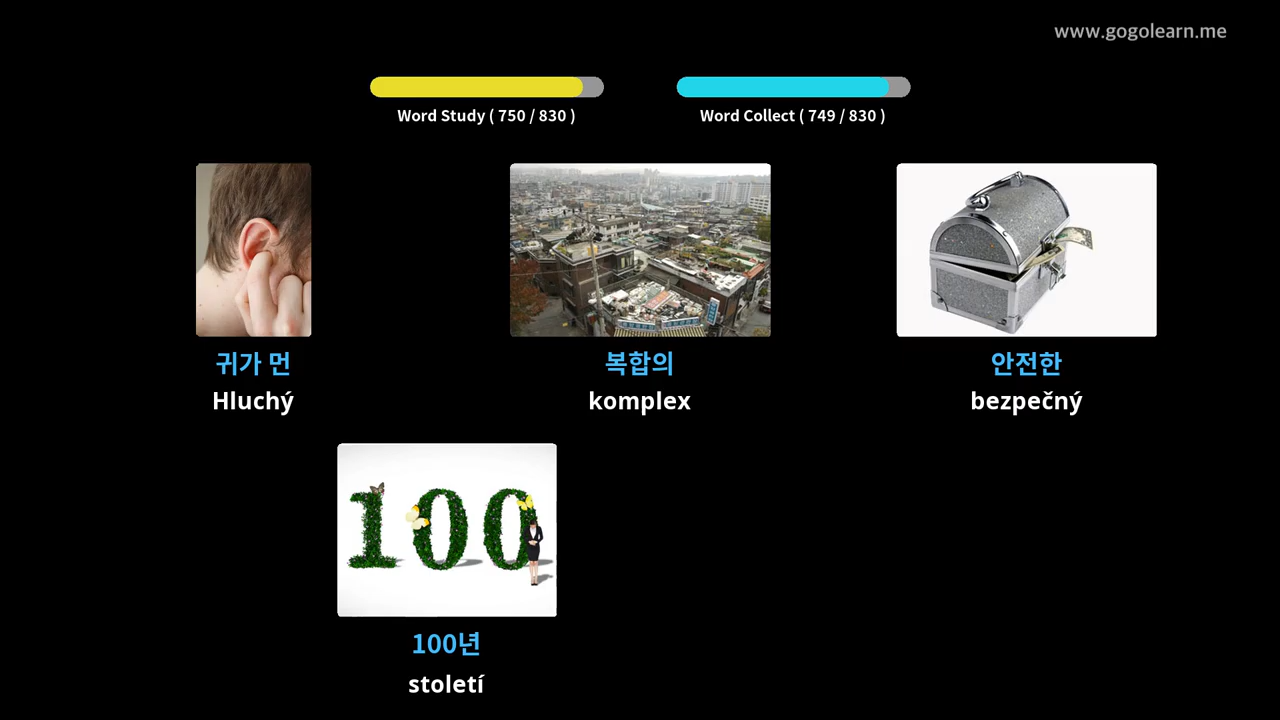 www.gogolearn.me
Word Study ( 750 / 830 )
Word Collect ( 749 / 830 )
귀가 먼
Hluchý
복합의
komplex
안전한
bezpečný
100
100년
století